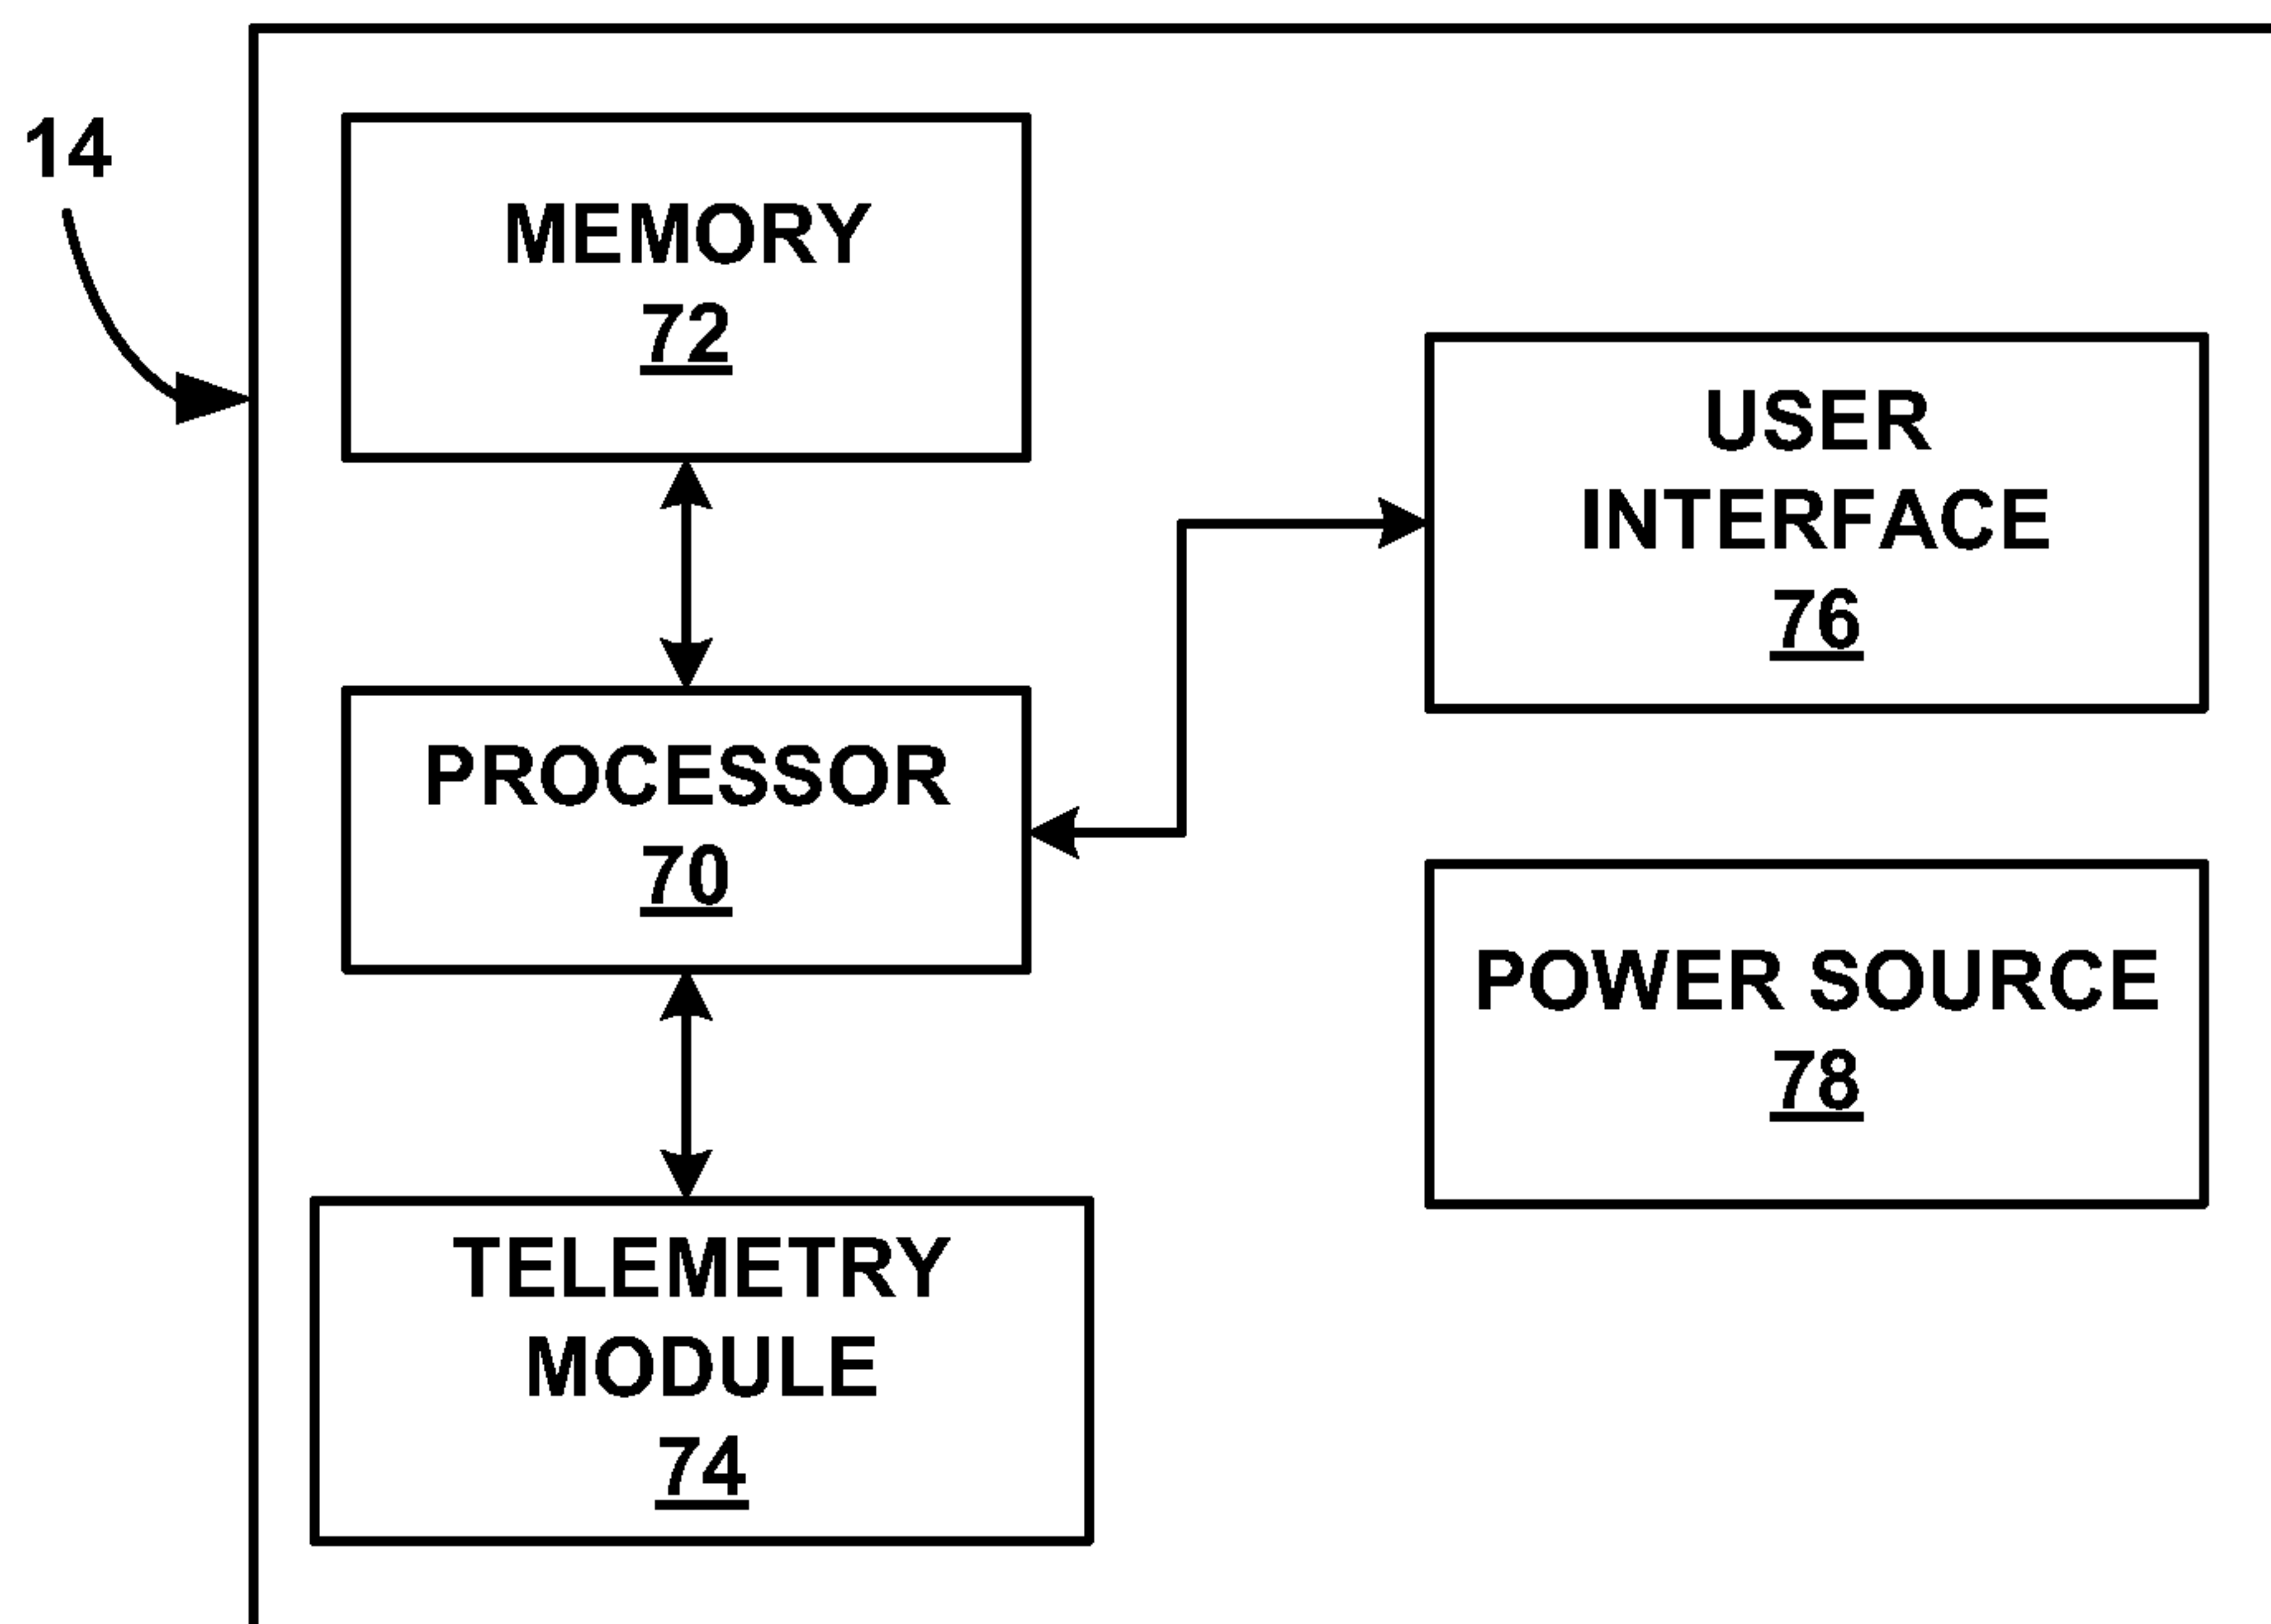 14
MEMORY
72
USER
INTERFACE
76
PROCESSOR
70
POWER SOURCE
78
TELEMETRY
MODULE
74